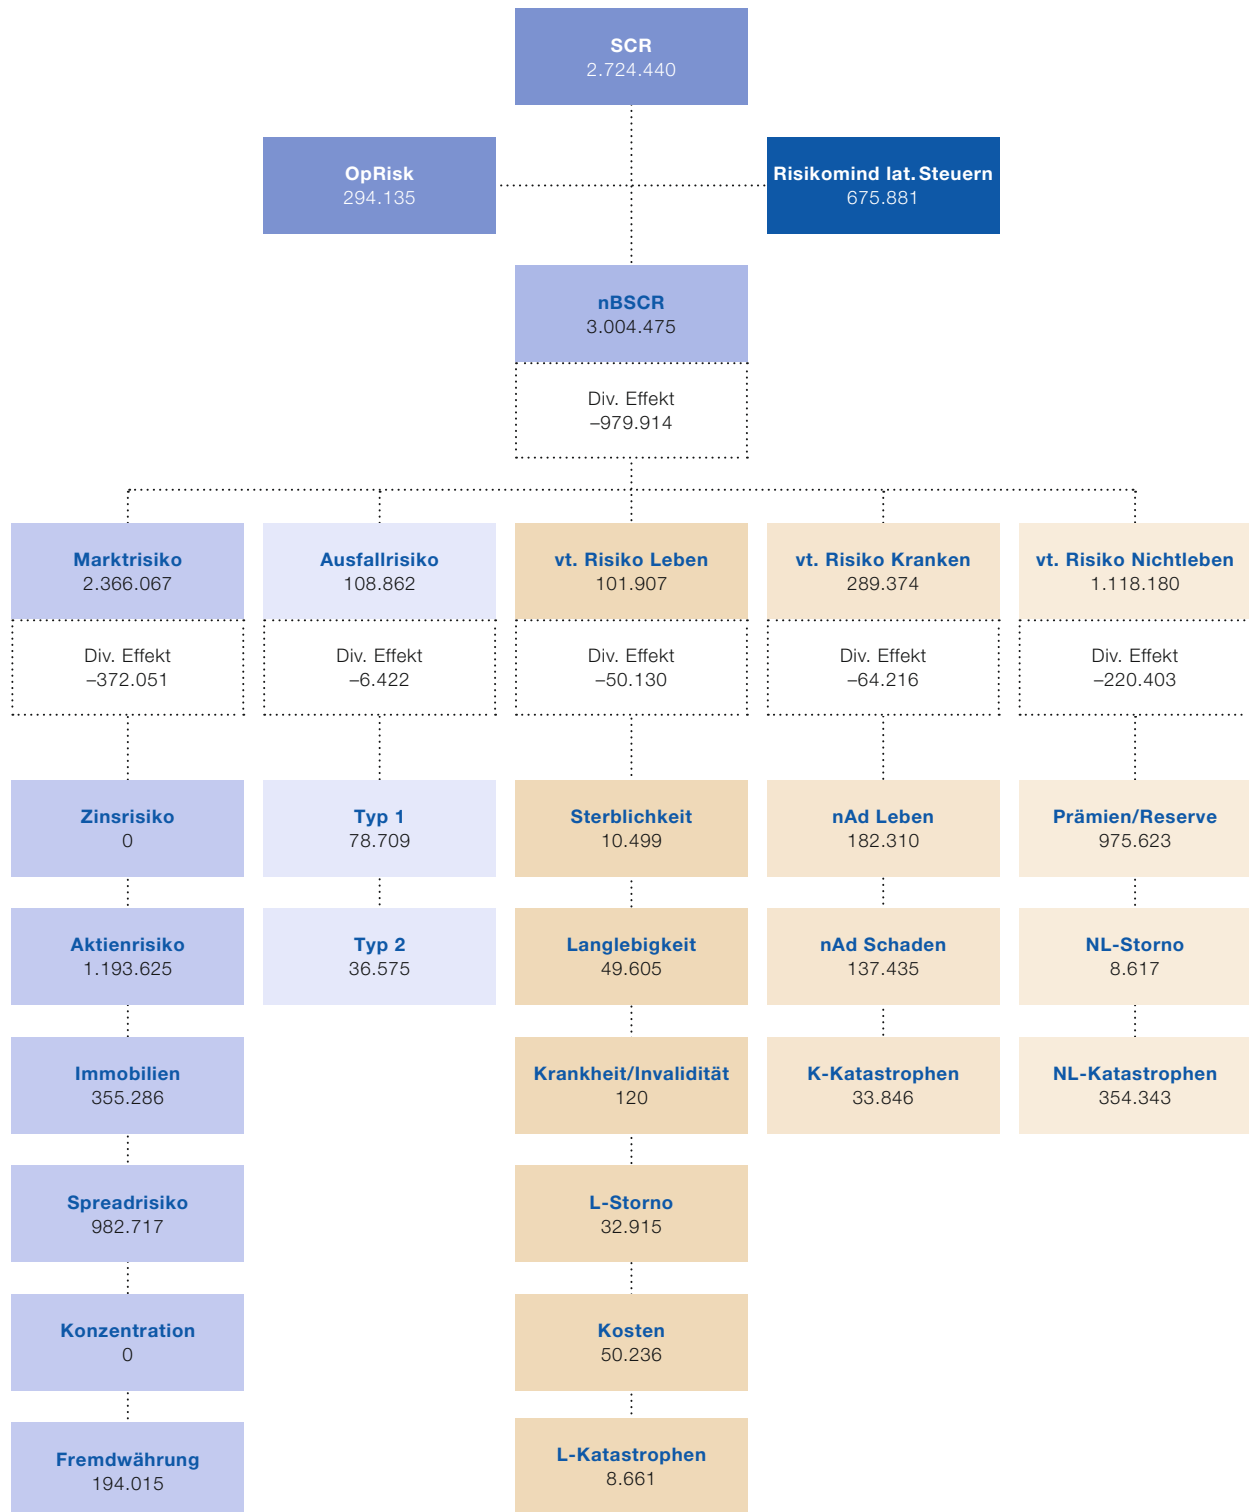 SCR
2.724.440
OpRisk
294.135
Risikomind lat. Steuern
675.881
nBSCR
3.004.475
Div. Effekt
–979.914
Marktrisiko
2.366.067
Div. Effekt
–372.051
Zinsrisiko
0
Aktienrisiko
1.193.625
Immobilien
355.286
Spreadrisiko
982.717
Konzentration
0
Fremdwährung
194.015
Ausfallrisiko
108.862
Div. Effekt
–6.422
Typ 1
78.709
Typ 2
36.575
vt. Risiko Leben
101.907
Div. Effekt
–50.130
Sterblichkeit
10.499
Langlebigkeit
49.605
Krankheit/Invalidität
120
L-Storno
32.915
Kosten
50.236
L-Katastrophen
8.661
vt. Risiko Kranken
289.374
Div. Effekt
–64.216
nAd Leben
182.310
nAd Schaden
137.435
K-Katastrophen
33.846
vt. Risiko Nichtleben
1.118.180
Div. Effekt
–220.403
Prämien/Reserve
975.623
NL-Storno
8.617
NL-Katastrophen
354.343